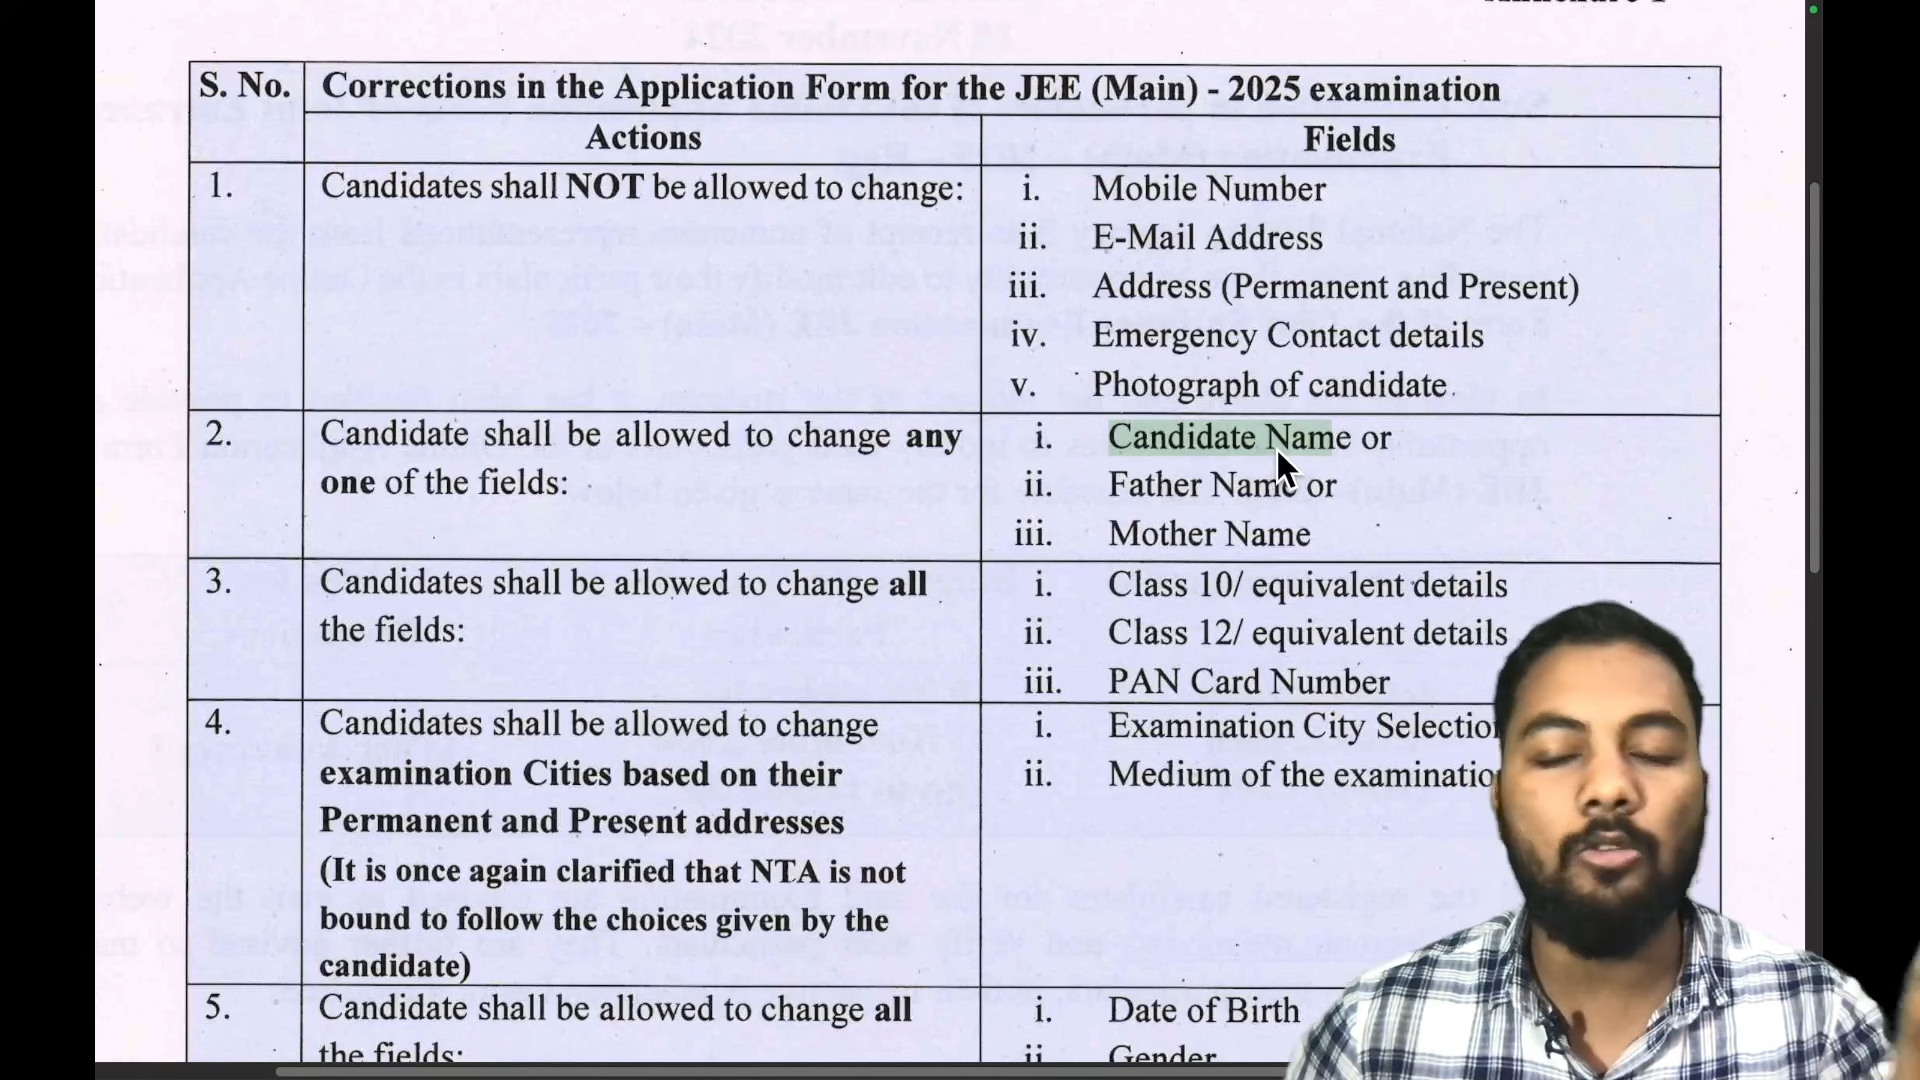 S. No. Corrections in the Application Form for the JEE (Main) - 2025 examination
Actions Fields
1. Candidates shall NOT be allowed to change: i. Mobile Number
ii. E-Mail Address
iii. Address (Permanent and Present)
iv. Emergency Contact details
v. Photograph of candidate
2. Candidate shall be allowed to change any i. Candidate Name or
one of the fields: ii. Father Name or
iii. Mother Name
3. Candidates shall be allowed to change all i. Class 10/ equivalent details
the fields: ii. Class 12/ equivalent details
iii. PAN Card Number
4. Candidates shall be allowed to change i. Examination City Selection
examination Cities based on their ii. Medium of the examination
Permanent and Present addresses
(It is once again clarified that NTA is not
bound to follow the choices given by the
candidate)
5. Candidate shall be allowed to change all i. Date of Birth
the fields: ii. Gender